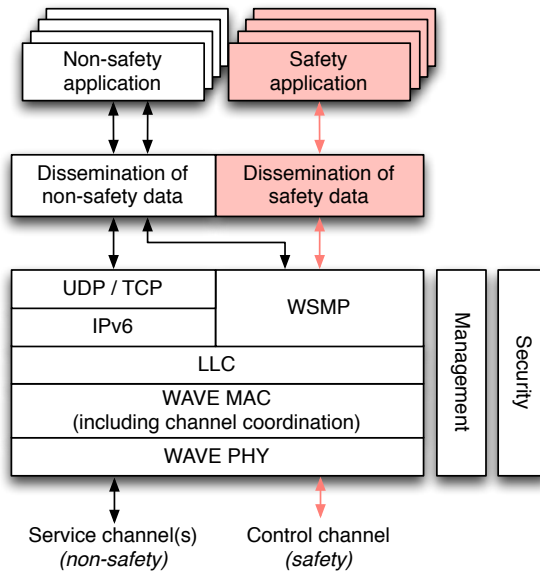 Non-safety
application
Safety
application
Dissemination of
non-safety data
Dissemination of
safety data
UDP / TCP
IPv6
WSMP
LLC
WAVE MAC
(including channel coordination)
WAVE PHY
Management
Security
Service channel(s)
(non-safety)
Control channel
(safety)